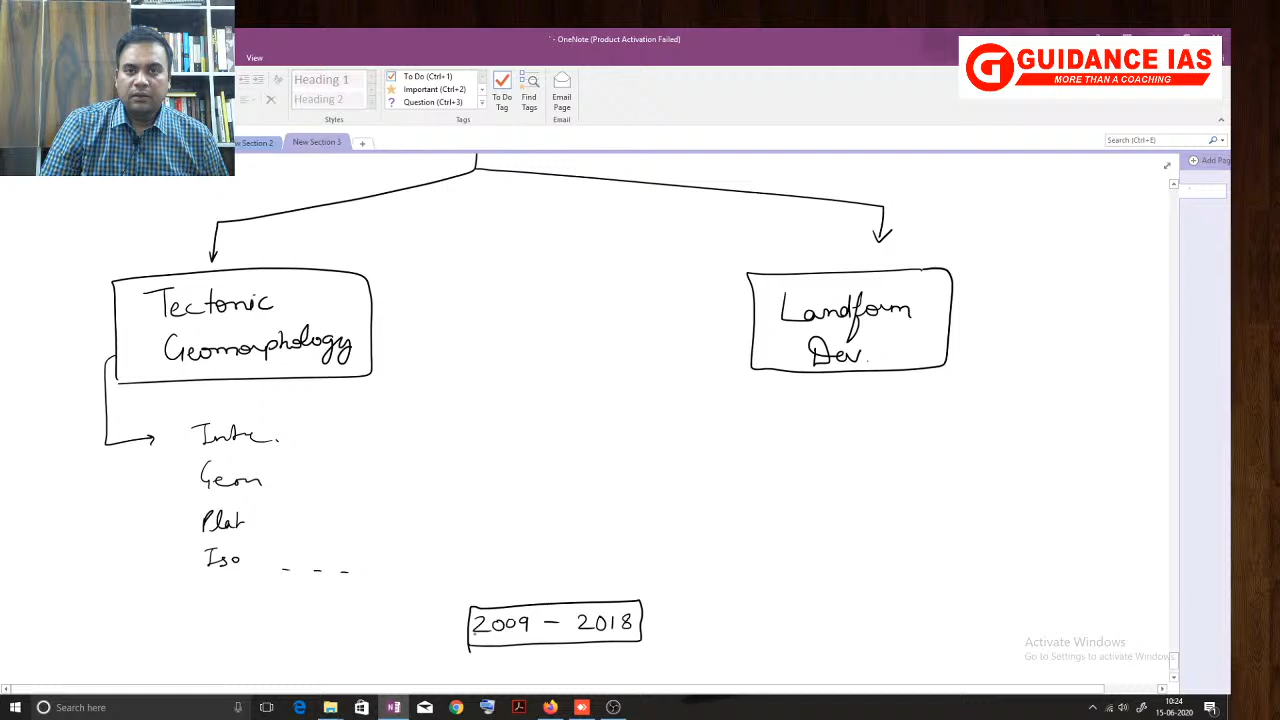 - OneNote (Product Activation Failed)
GUIDANCE IAS
MORE THAN A COACHING
View
Heading 1
Heading 2
Styles
To Do (Ctrl+1)
Important (Ctrl+2)
Question (Ctrl+3)
Tags
To Do
Tag
Find
Tags
Email
Page
Email
New Section 3
Search (Ctrl+E)
Add Pag
Tectonic
Geomorphology
Landform
Dev.
Geom
Plat
Iso - - -
2009 - 2018
Activate Windows
Go to Settings to activate Windows
Search here
10:24
15-06-2020